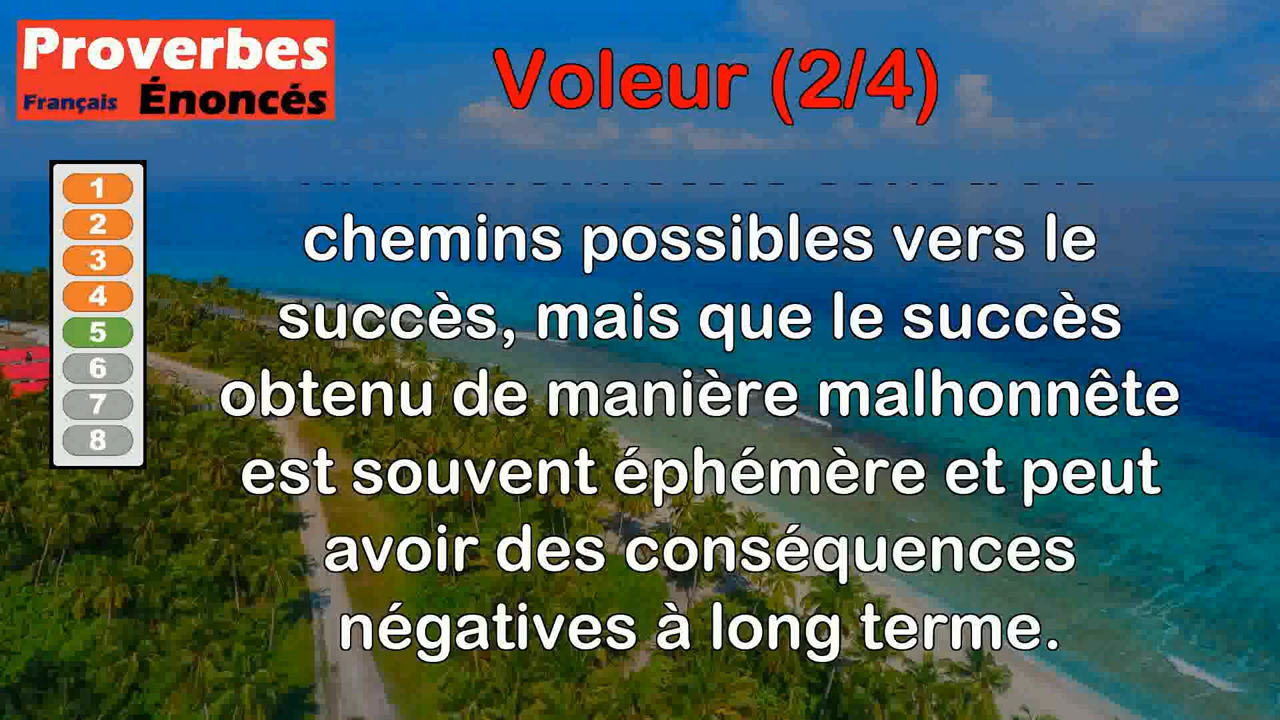 Proverbes
Français Énoncés
Voleur (2/4)
1
2
3
4
5
6
7
8
chemins possibles vers le
succès, mais que le succès
obtenu de manière malhonnête
est souvent éphémère et peut
avoir des conséquences
négatives à long terme.